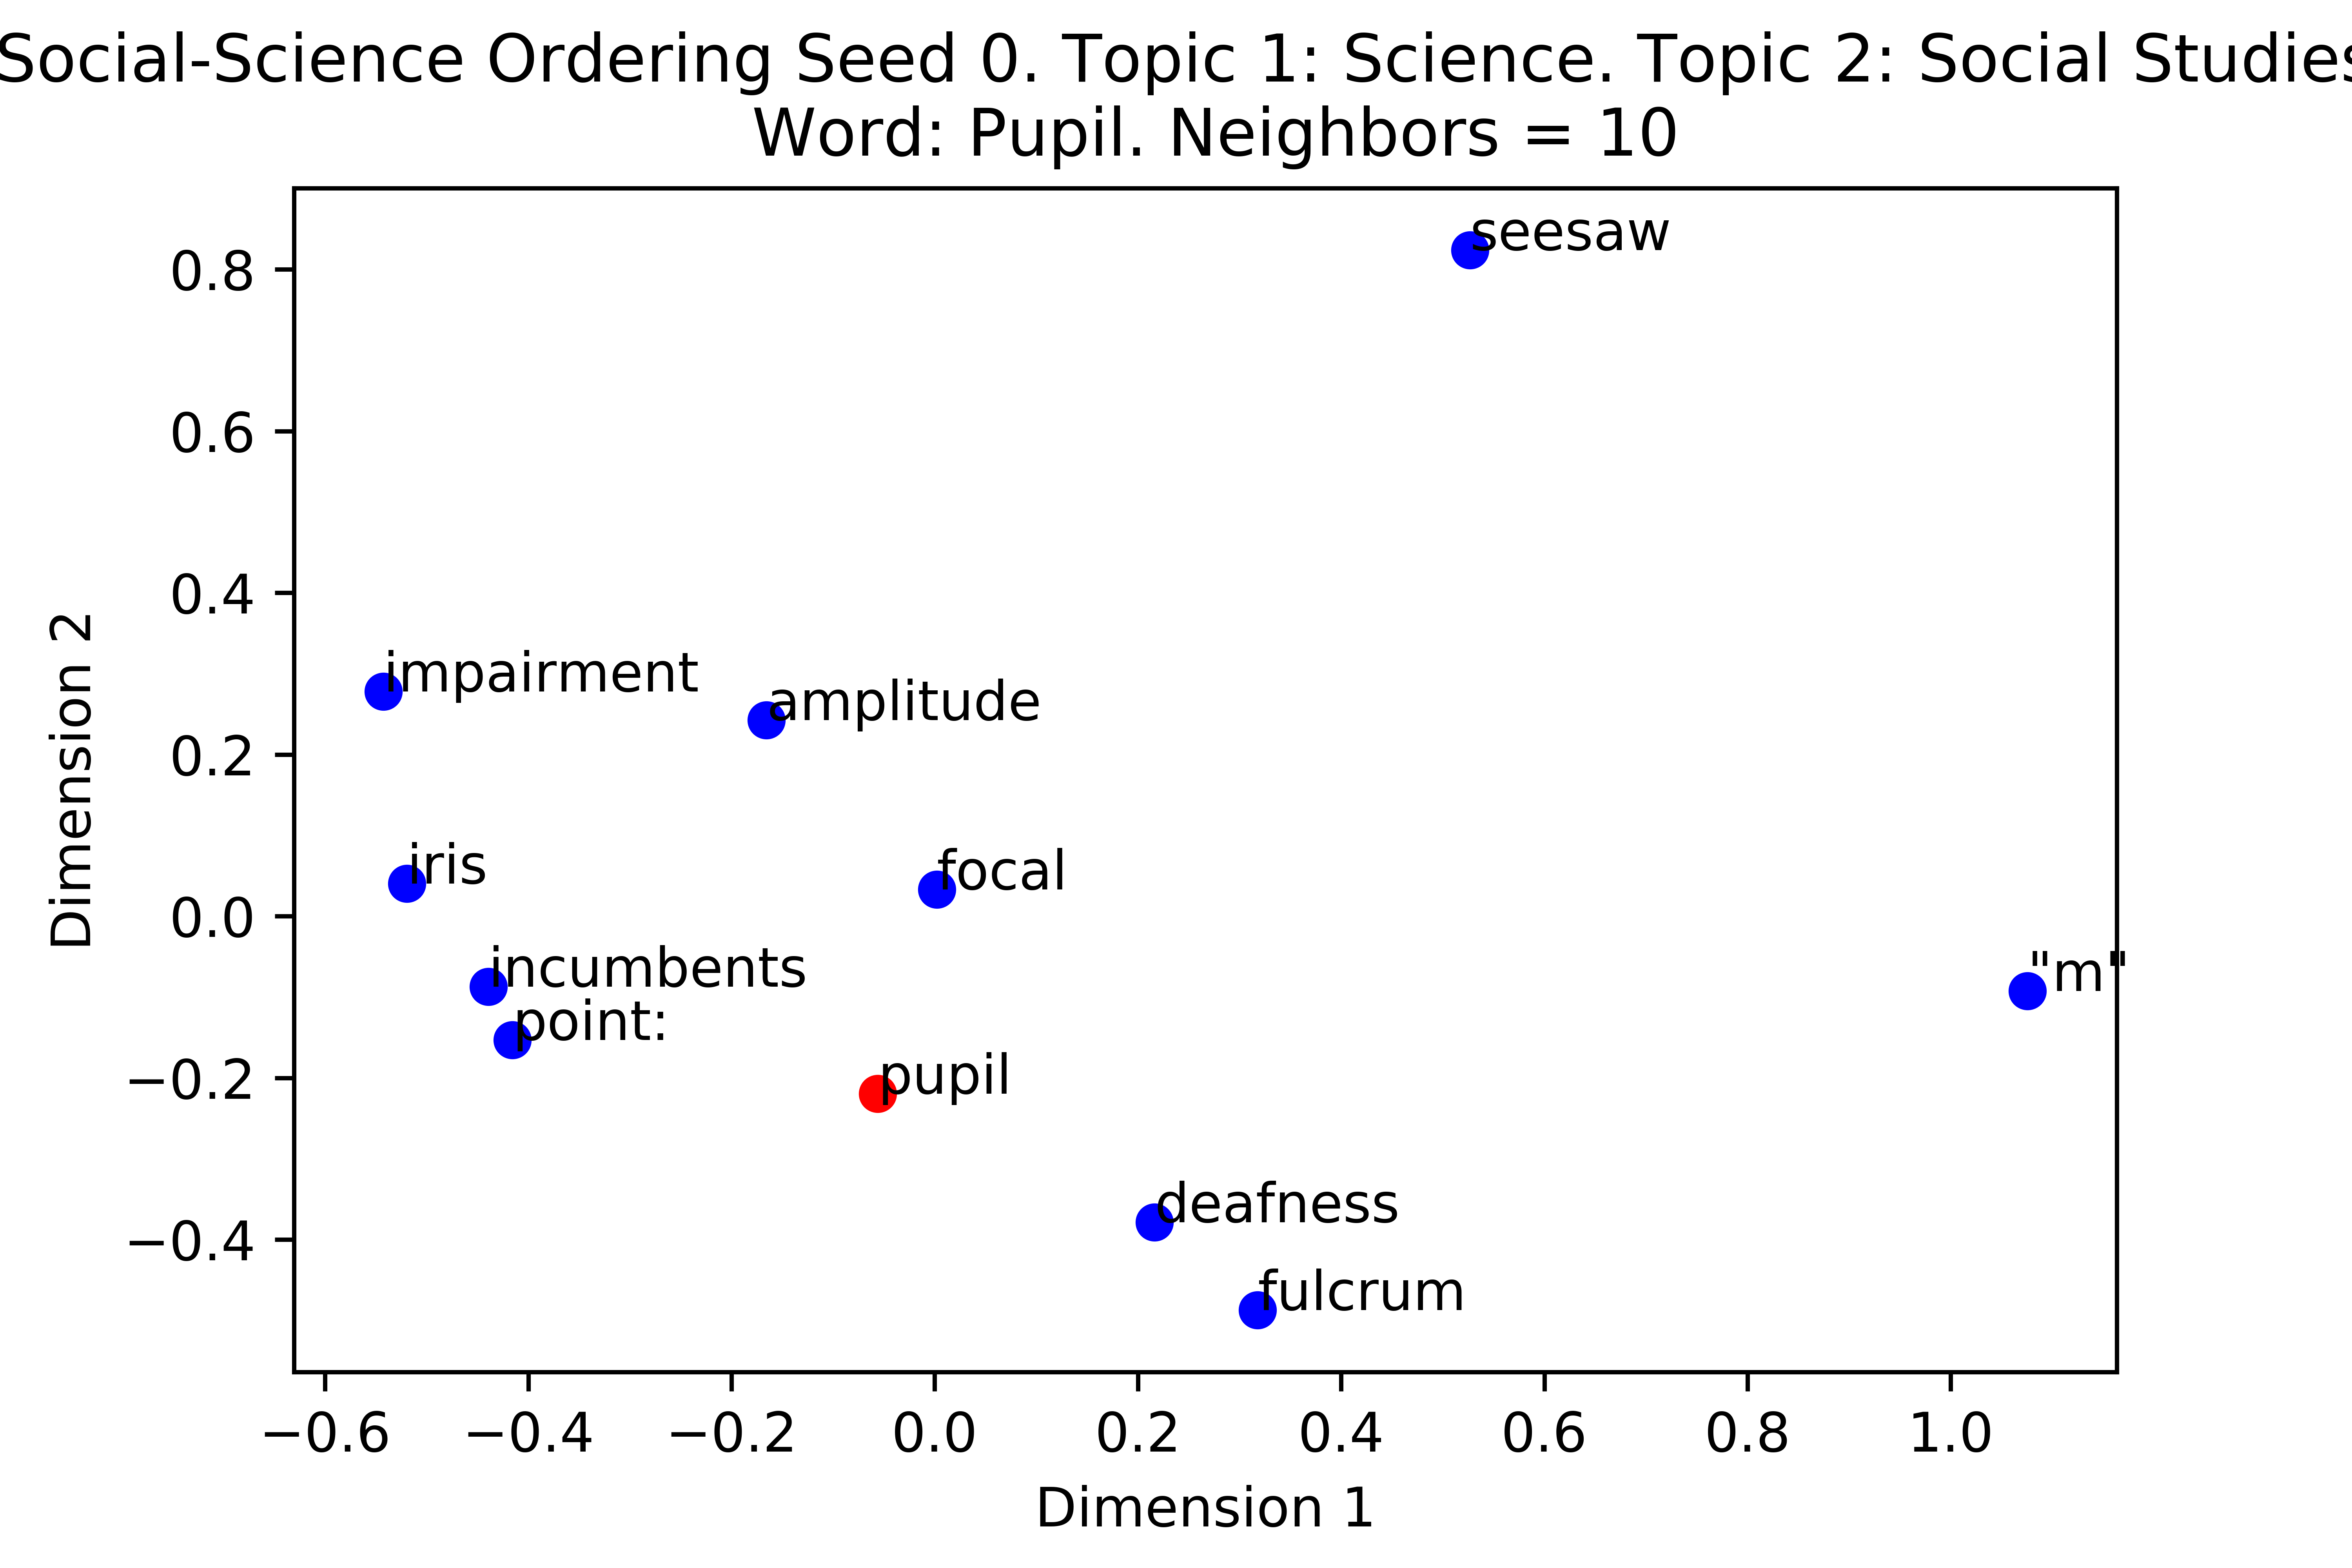 Social-Science Ordering Seed 0. Topic 1: Science. Topic 2: Social Studies
Word: Pupil. Neighbors = 10
seesaw
0.8
0.6
0.4
impairment
amplitude
0.2
iris
focal
0.0
incumbents
"m"
point:
−0.2
pupil
deafness
−0.4
fulcrum
Dimension 2
−0.6 −0.4 −0.2 0.0 0.2 0.4 0.6 0.8 1.0
Dimension 1